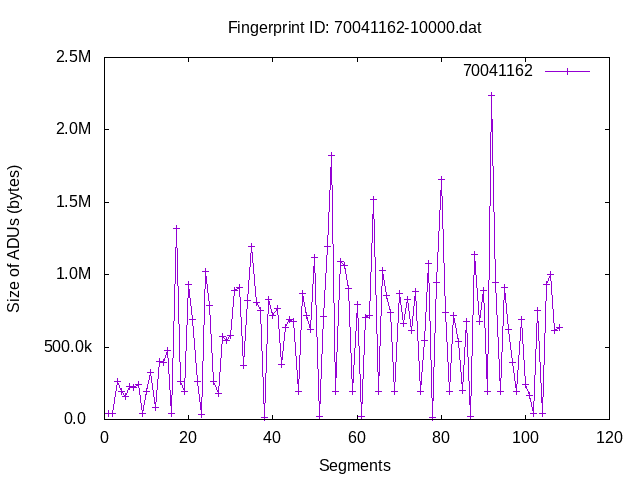 Fingerprint ID: 70041162-10000.dat
2.5M
70041162
2.0M
1.5M
1.0M
500.0k
0.0
Size of ADUs (bytes)
0 20 40 60 80 100 120
Segments